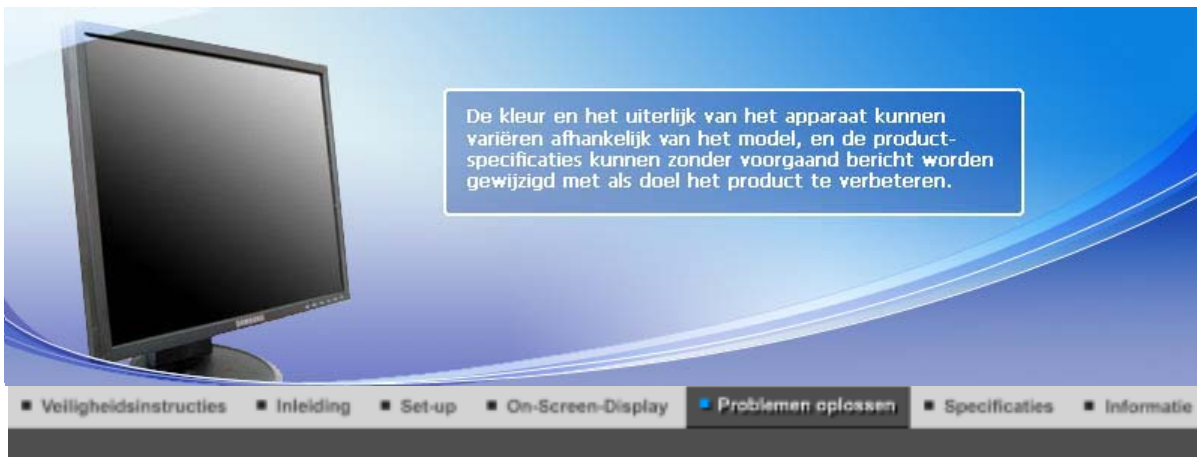 De kleur en het uiterlijk van het apparaat kunnen
variëren afhankelijk van het model, en de product-
specificaties kunnen zonder voorgaand bericht worden
gewijzigd met als doel het product te verbeteren.
SAMSUNG
Veiligheidsinstructies Inleiding Set-up On-Screen-Display Problemen oplossen Specificaties Informatie